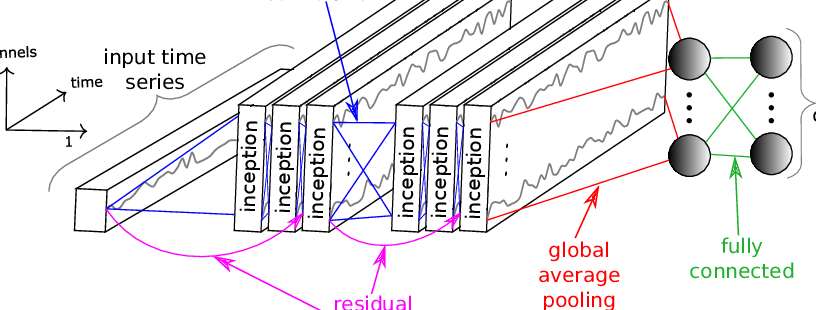 nnels
time
1
input time
series
inception
inception
inception
inception
inception
inception
global
average
pooling
fully
connected
residual